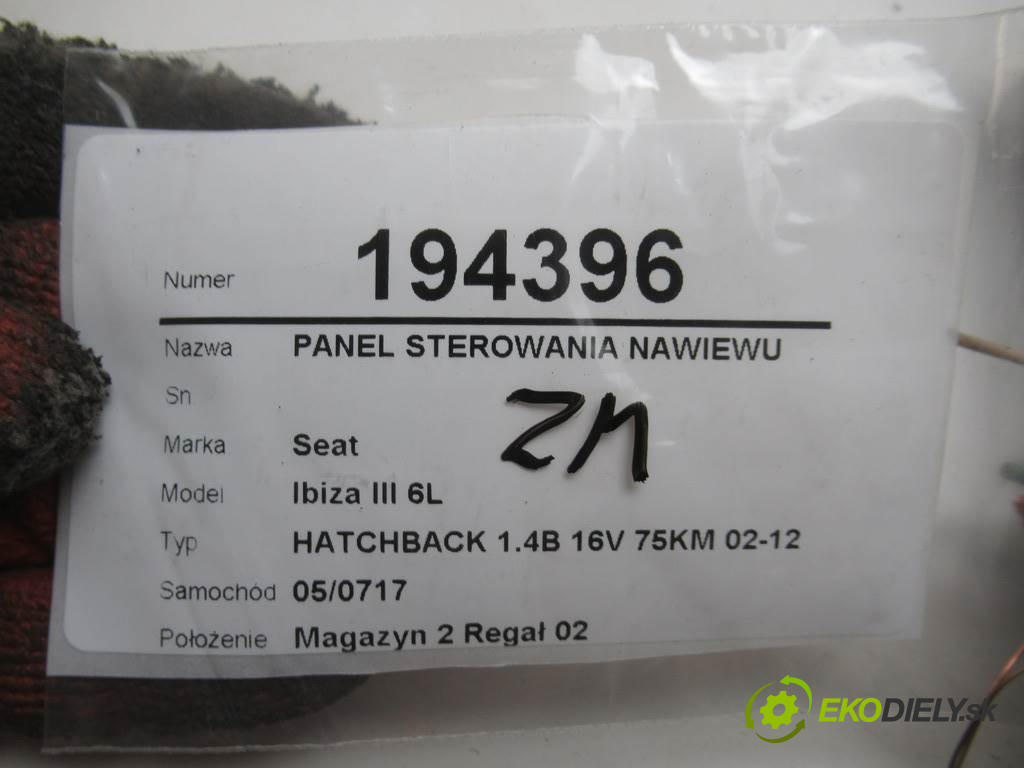 Numer 194396
Nazwa PANEL STEROWANIA NAWIEWU
Sn
ZM
Marka Seat
Model Ibiza III 6L
Typ HATCHBACK 1.4B 16V 75KM 02-12
Samochód 05/0717
Położenie Magazyn 2 Regał 02
EKODIELY.sk